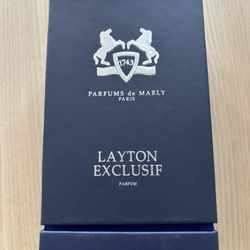 1743
PARFUMS de MARLY
PARIS
LAYTON
EXCLUSIF
PARFUM